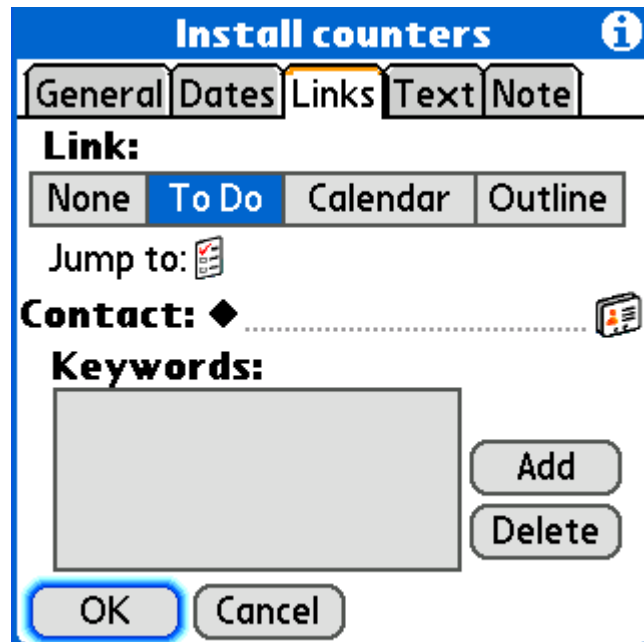 Install counters
General Dates Links Text Note
Link:
None To Do Calendar Outline
Jump to:
Contact:
Keywords:
Add
Delete
OK Cancel